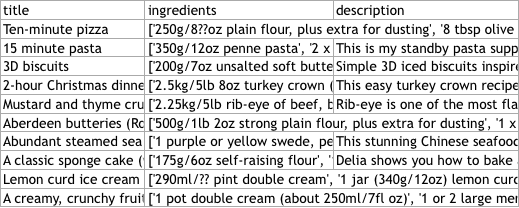 title ingredients description
Ten-minute pizza ['250g/8??oz plain flour, plus extra for dusting', '8 tbsp olive
15 minute pasta ['350g/12oz penne pasta', '2 x This is my standby pasta supp
3D biscuits ['200g/7oz unsalted soft butte Simple 3D iced biscuits inspire
2-hour Christmas dinne ['2.5kg/5lb 8oz turkey crown ( This easy turkey crown recipe
Mustard and thyme cru ['2.25kg/5lb rib-eye of beef, b Rib-eye is one of the most fla
Aberdeen butteries (Ro ['500g/1lb 2oz strong plain flour, plus extra for dusting', '1 x
Abundant steamed sea ['1 purple or yellow swede, pe This stunning Chinese seafood
A classic sponge cake ( ['175g/6oz self-raising flour', ' Delia shows you how to bake
Lemon curd ice cream ['290ml/?? pint double cream', '1 jar (340g/12oz) lemon curd
A creamy, crunchy fruit ['1 pot double cream (about 250ml/7fl oz)', '1 or 2 large mer